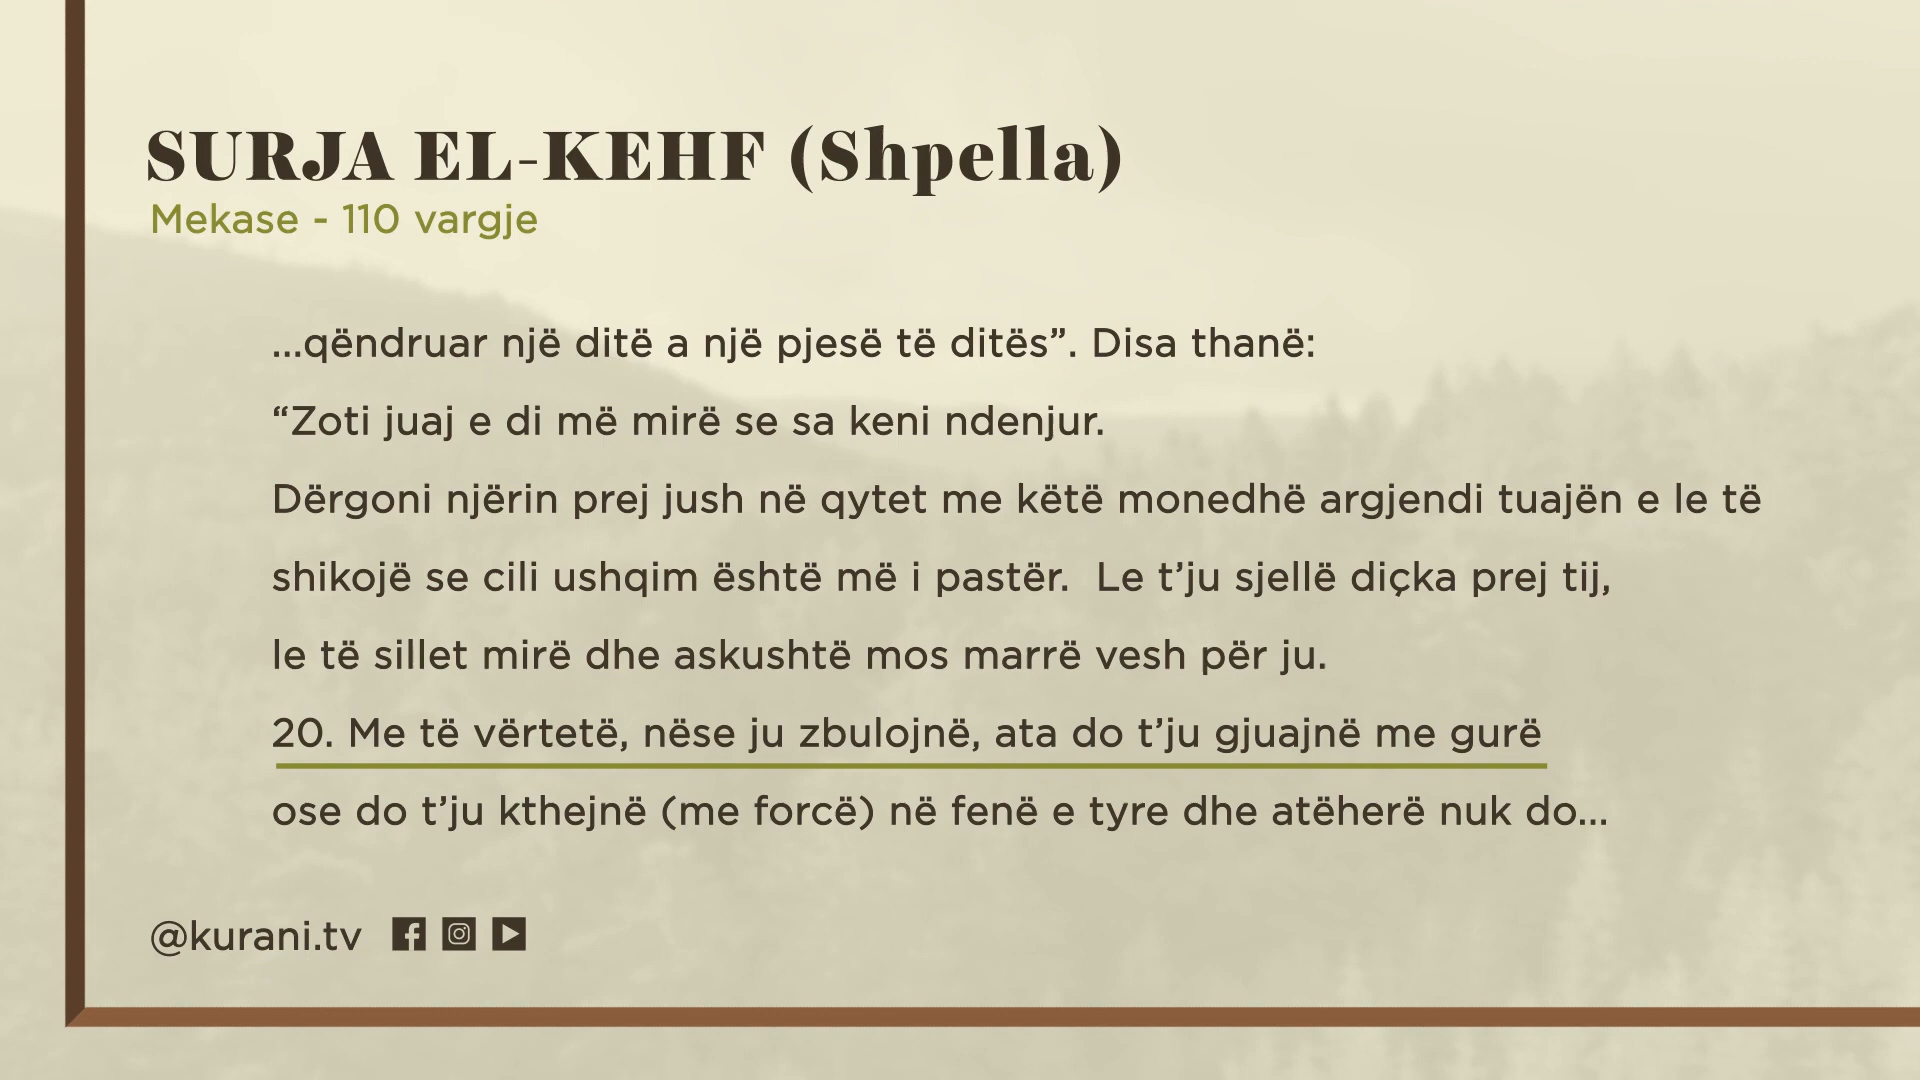 SURJA EL-KEHF (Shpella)
Mekase - 110 vargje
...qëndruar një ditë a një pjesë të ditës”. Disa thanë:
“Zoti juaj e di më mirë se sa keni ndenjur.
Dërgoni njërin prej jush në qytet me këtë monedhë argjendi tuajën e le të
shikojë se cili ushqim është më i pastër.  Le t’ju sjellë diçka prej tij,
le të sillet mirë dhe askushtë mos marrë vesh për ju.
20. Me të vërtetë, nëse ju zbulojnë, ata do t’ju gjuajnë me gurë
ose do t’ju kthejnë (me forcë) në fenë e tyre dhe atëherë nuk do...
@kurani.tv